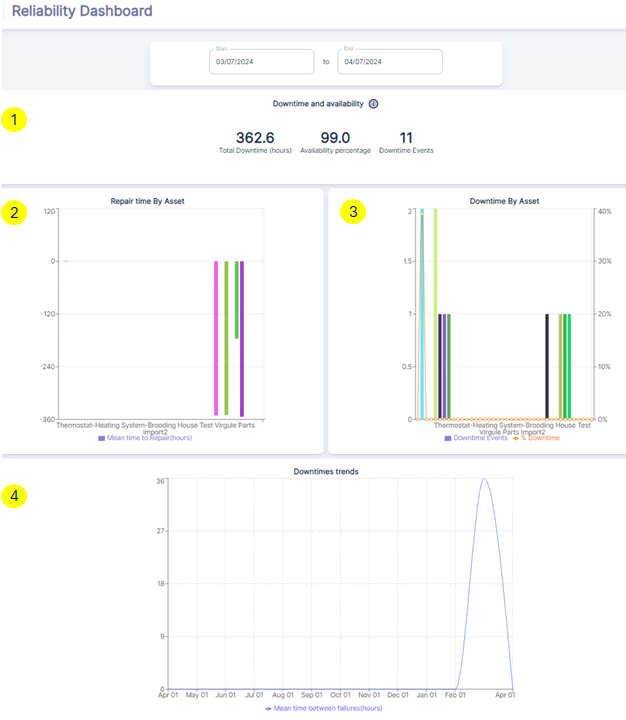 Reliability Dashboard
Start
03/07/2024
to
End
04/07/2024
1
Downtime and availability
362.6
99.0
11
Total Downtime (hours)
Availability percentage
Downtime Events
2
Repair time By Asset
120
0
-120
-240
-360
Thermostat-Heating System-Brooding House Test Virgule Parts
import2
Mean time to Repair(hours)
3
Downtime By Asset
2
1.5
1
0.5
0
40%
30%
20%
10%
0%
Thermostat-Heating System-Brooding House Test
Virgule Parts import2
Downtime Events
% Downtime
4
Downtimes trends
36
27
18
9
0
Apr 01
May 01
Jun 01
Jul 01
Aug 01
Sep 01
Oct 01
Nov 01
Dec 01
Jan 01
Feb 01
Apr 01
Mean time between failures(hours)